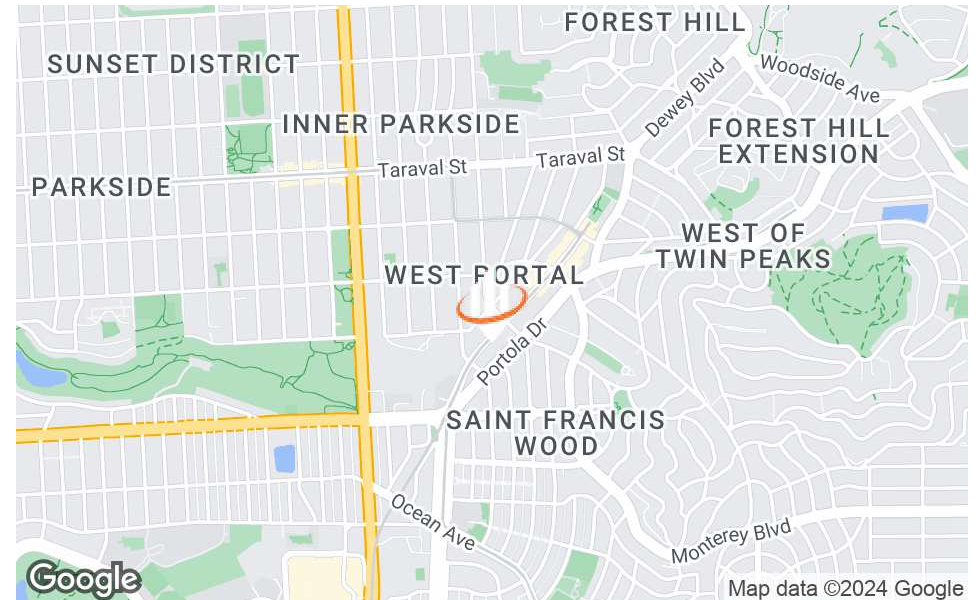 FOREST HILL
SUNSET DISTRICT
Woodside Ave
Dewey Blvd
INNER PARKSIDE
FOREST HILL
EXTENSION
Taraval St
Taraval St
PARKSIDE
WEST OF
TWIN PEAKS
WEST PORTAL
Portola Dr
SAINT FRANCIS
WOOD
Ocean Ave
Monterey Blvd
Google
Map data ©2024 Google